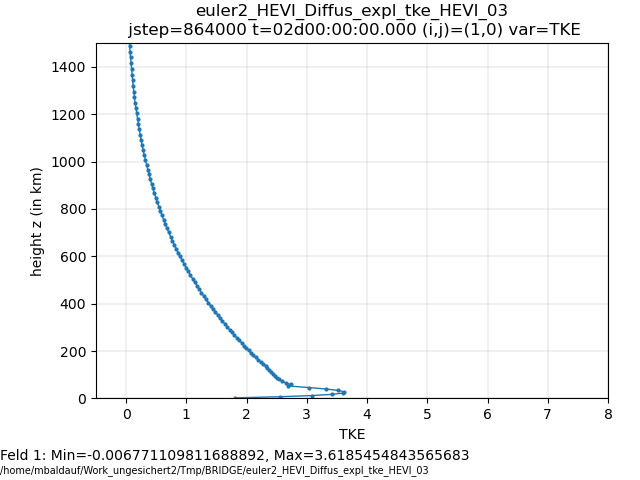 euler2_HEVI_Diffus_expl_tke_HEVI_03
jstep=864000 t=02d00:00:00.000 (i,j)=(1,0) var=TKE
1400
1200
1000
800
600
400
200
0
height z (in km)
0 1 2 3 4 5 6 7 8
TKE
Feld 1: Min=-0.006771109811688892, Max=3.6185454843565683
/home/mbaldauf/Work_ungesichert2/Tmp/BRIDGE/euler2_HEVI_Diffus_expl_tke_HEVI_03